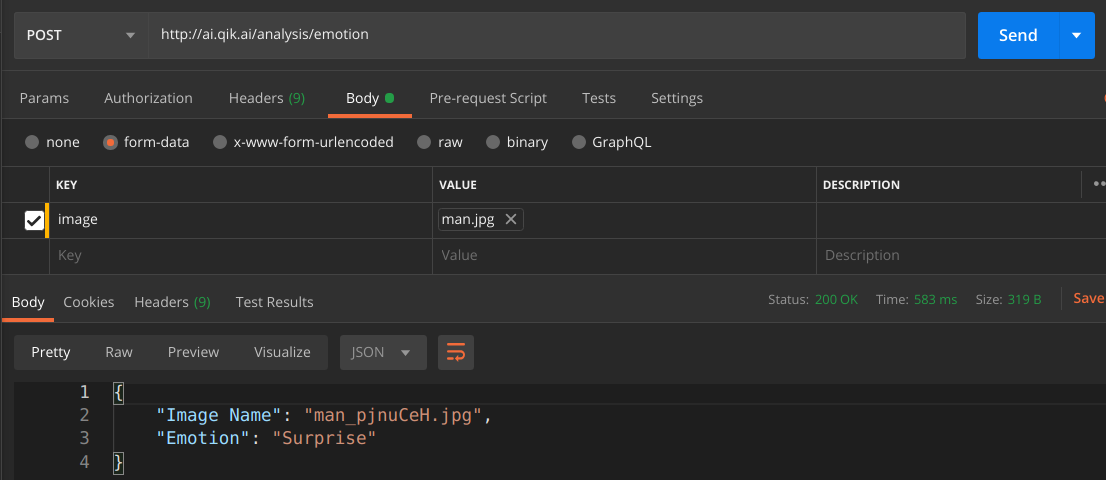 POST http://ai.qik.ai/analysis/emotion Send
Params Authorization Headers (9) Body Pre-request Script Tests Settings
none form-data x-www-form-urlencoded raw binary GraphQL
KEY VALUE DESCRIPTION
image man.jpg
Key Value Description
Body Cookies Headers (9) Test Results Status: 200 OK Time: 583 ms Size: 319 B Save
Pretty Raw Preview Visualize JSON
1 {
2 "Image Name": "man_pjnuCeH.jpg",
3 "Emotion": "Surprise"
4 }